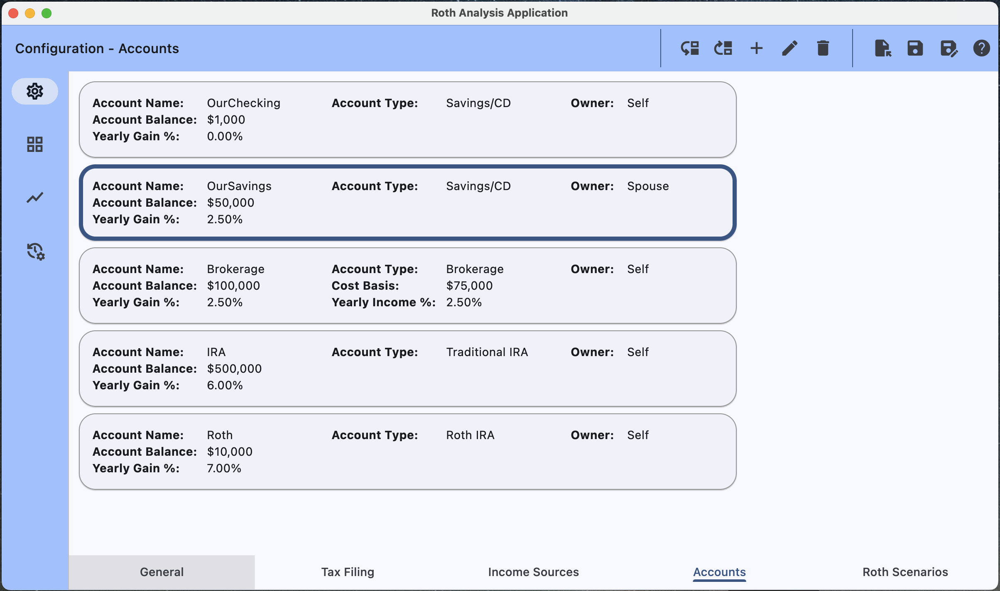 Roth Analysis Application
Configuration - Accounts
Account Name: OurChecking Account Type: Savings/CD Owner: Self
Account Balance: $1,000
Yearly Gain %: 0.00%
Account Name: OurSavings Account Type: Savings/CD Owner: Spouse
Account Balance: $50,000
Yearly Gain %: 2.50%
Account Name: Brokerage Account Type: Brokerage Owner: Self
Account Balance: $100,000 Cost Basis: $75,000
Yearly Gain %: 2.50% Yearly Income %: 2.50%
Account Name: IRA Account Type: Traditional IRA Owner: Self
Account Balance: $500,000
Yearly Gain %: 6.00%
Account Name: Roth Account Type: Roth IRA Owner: Self
Account Balance: $10,000
Yearly Gain %: 7.00%
General Tax Filing Income Sources Accounts Roth Scenarios